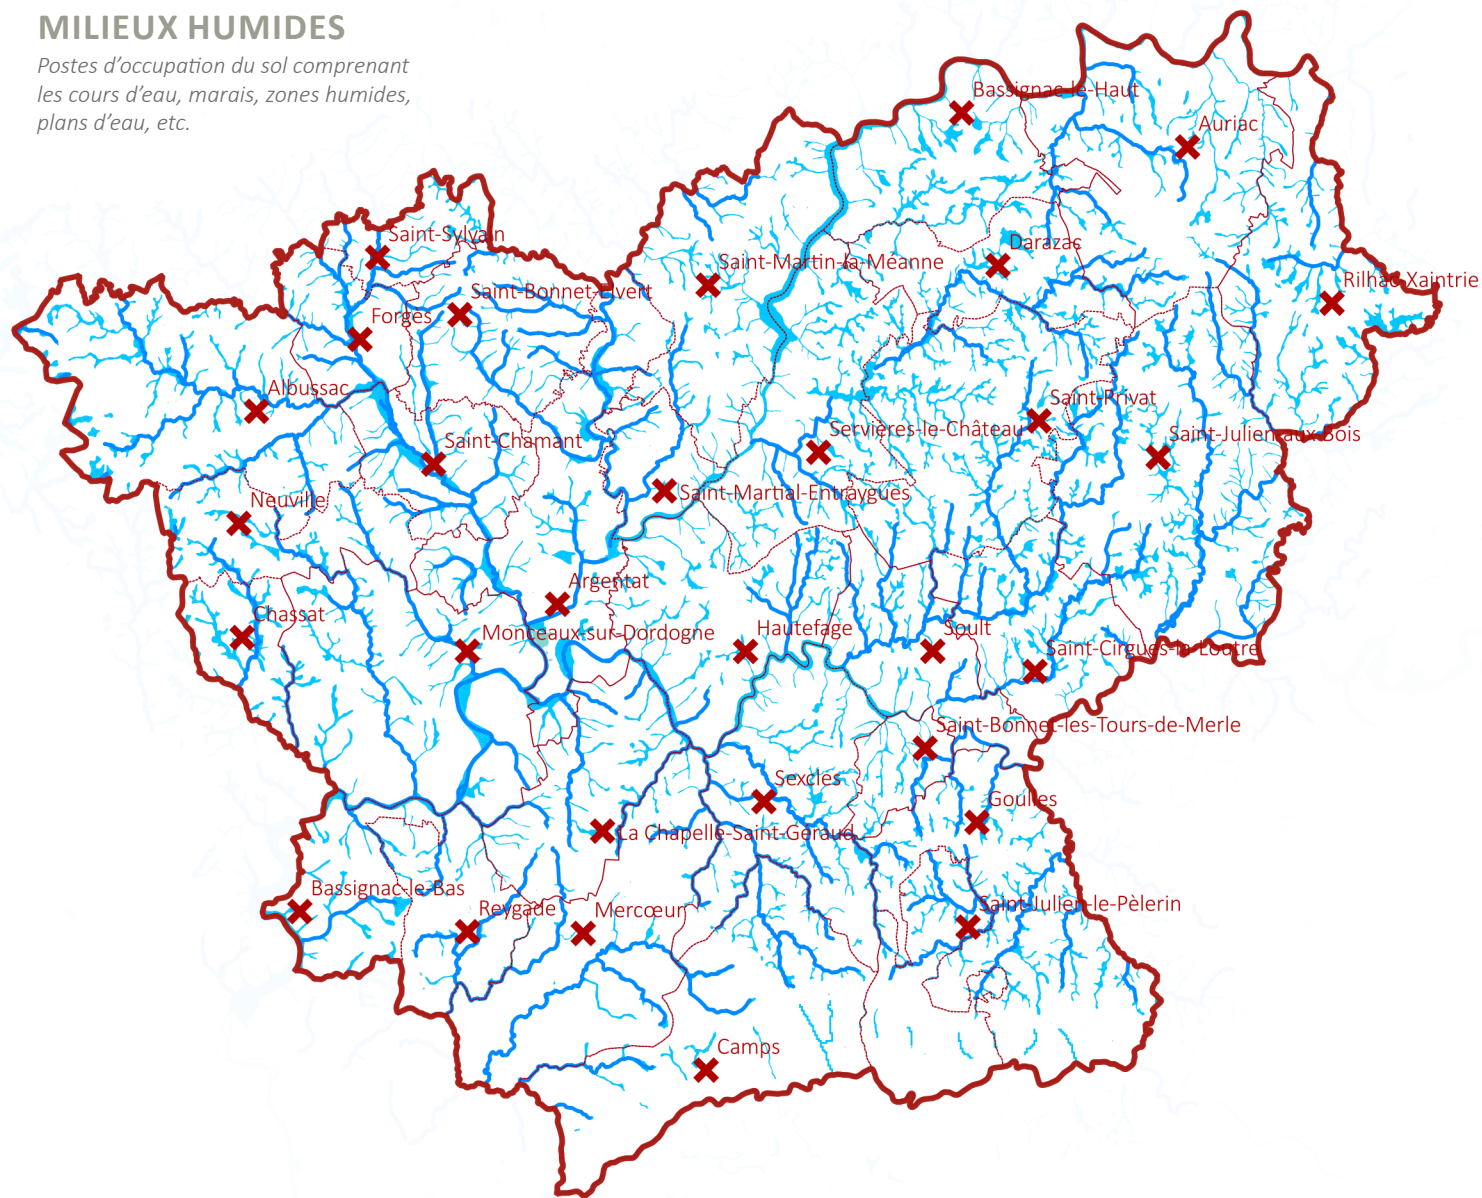 MILIEUX HUMIDES
Postes d'occupation du sol comprenant
les cours d'eau, marais, zones humides,
plans d'eau, etc.
Bassignac-le-Haut
Auriac
Saint-Sylvain
Darazac
Saint-Martin-la-Méanne
Rilhac-Xaintrie
Saint-Bonnet-Elvert
Forgès
Albussac
Saint-Privat
Servières-le-Château
Saint-Julien-aux-Bois
Saint-Chamant
Saint-Martial-Entraygues
Neuville
Argentat
Chassat
Monceaux-sur-Dordogne
Hautefage
Soult
Saint-Cirgues-la-Loutre
Saint-Bonnet-les-Tours-de-Merle
Sexcles
Goulles
La Chapelle-Saint-Géraud
Bassignac-le-Bas
Reygade
Mercœur
Saint-Julien-le-Pèlerin
Camps